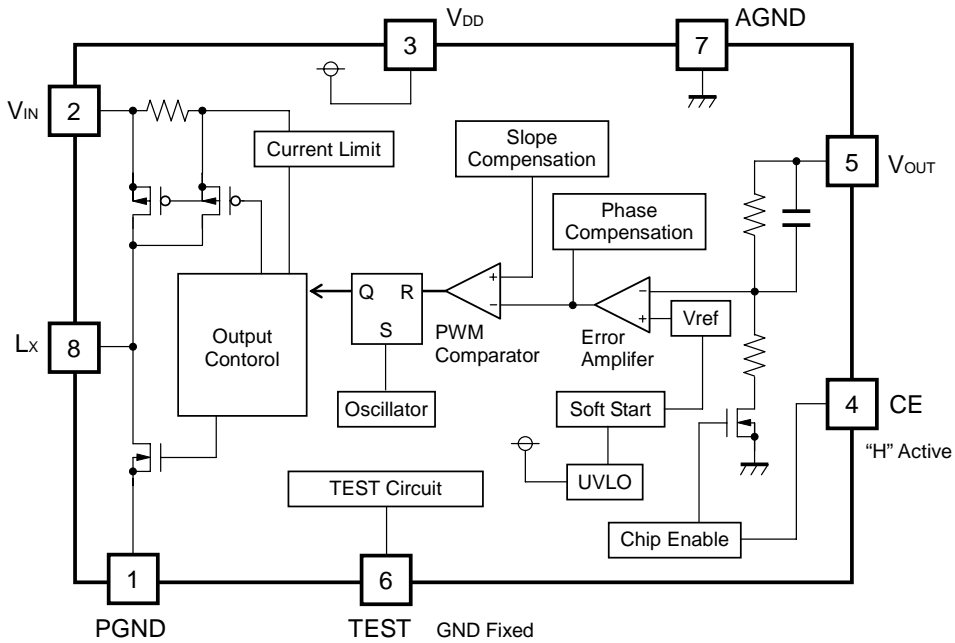 VDD
AGND
3
7
VIN
2
Current Limit
Slope
Compensation
5
VOUT
Phase
Compensation
Q R
S
+
−
PWM
Comparator
−
+
Error
Amplifer
Vref
LX
8
Output
Contorol
Oscillator
Soft Start
4
CE
“H” Active
UVLO
TEST Circuit
Chip Enable
1
6
PGND
TEST
GND Fixed